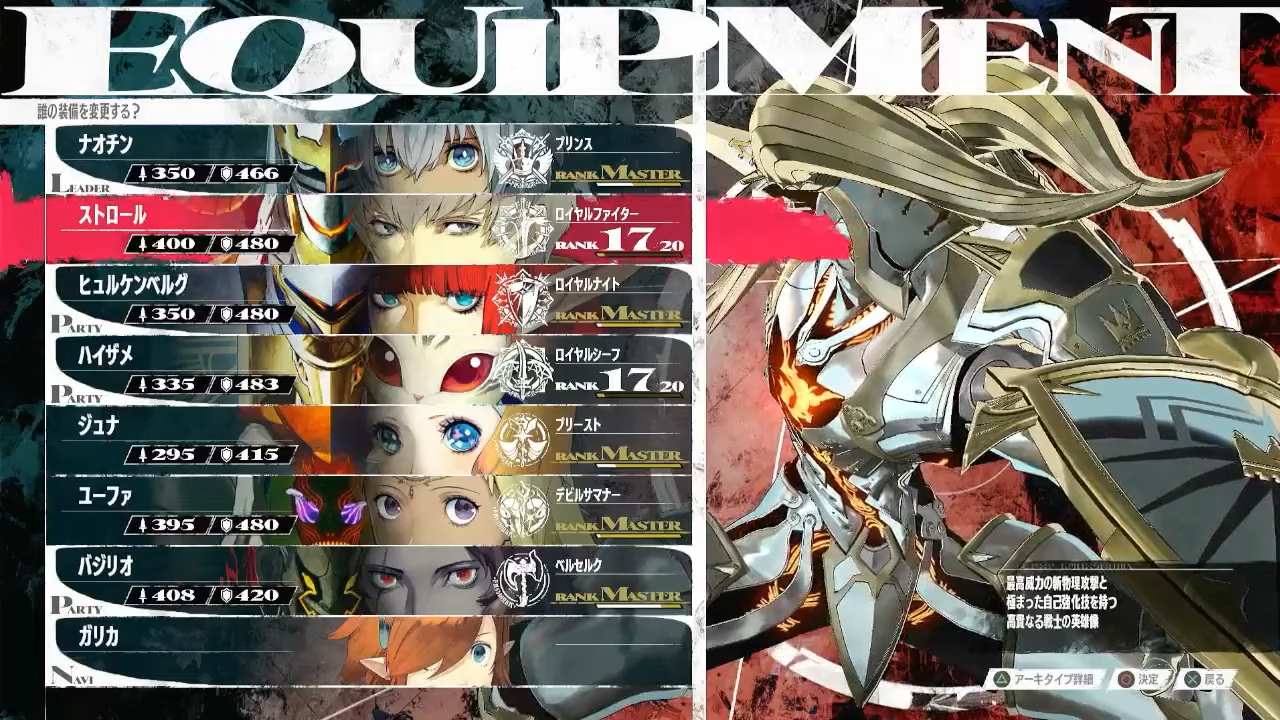 EQUIPMENT
誰の装備を変更する？
ナオチン
350 466
LEADER
プリンス
RANK MASTER
ストロール
400 480
ロイヤルファイター
RANK 17/20
ヒュルケンベルグ
350 480
PARTY
ロイヤルナイト
RANK MASTER
ハイザメ
335 483
PARTY
ロイヤルシーフ
RANK 17/20
ジュナ
295 415
プリースト
RANK MASTER
ユーファ
395 480
デビルサマナー
RANK MASTER
バジリオ
408 420
PARTY
ベルセルク
RANK MASTER
ガリカ
NAVI
最高威力の斬物理攻撃と
極まった自己強化技を持つ
高貴なる戦士の英雄像
アーキタイプ詳細 決定 戻る